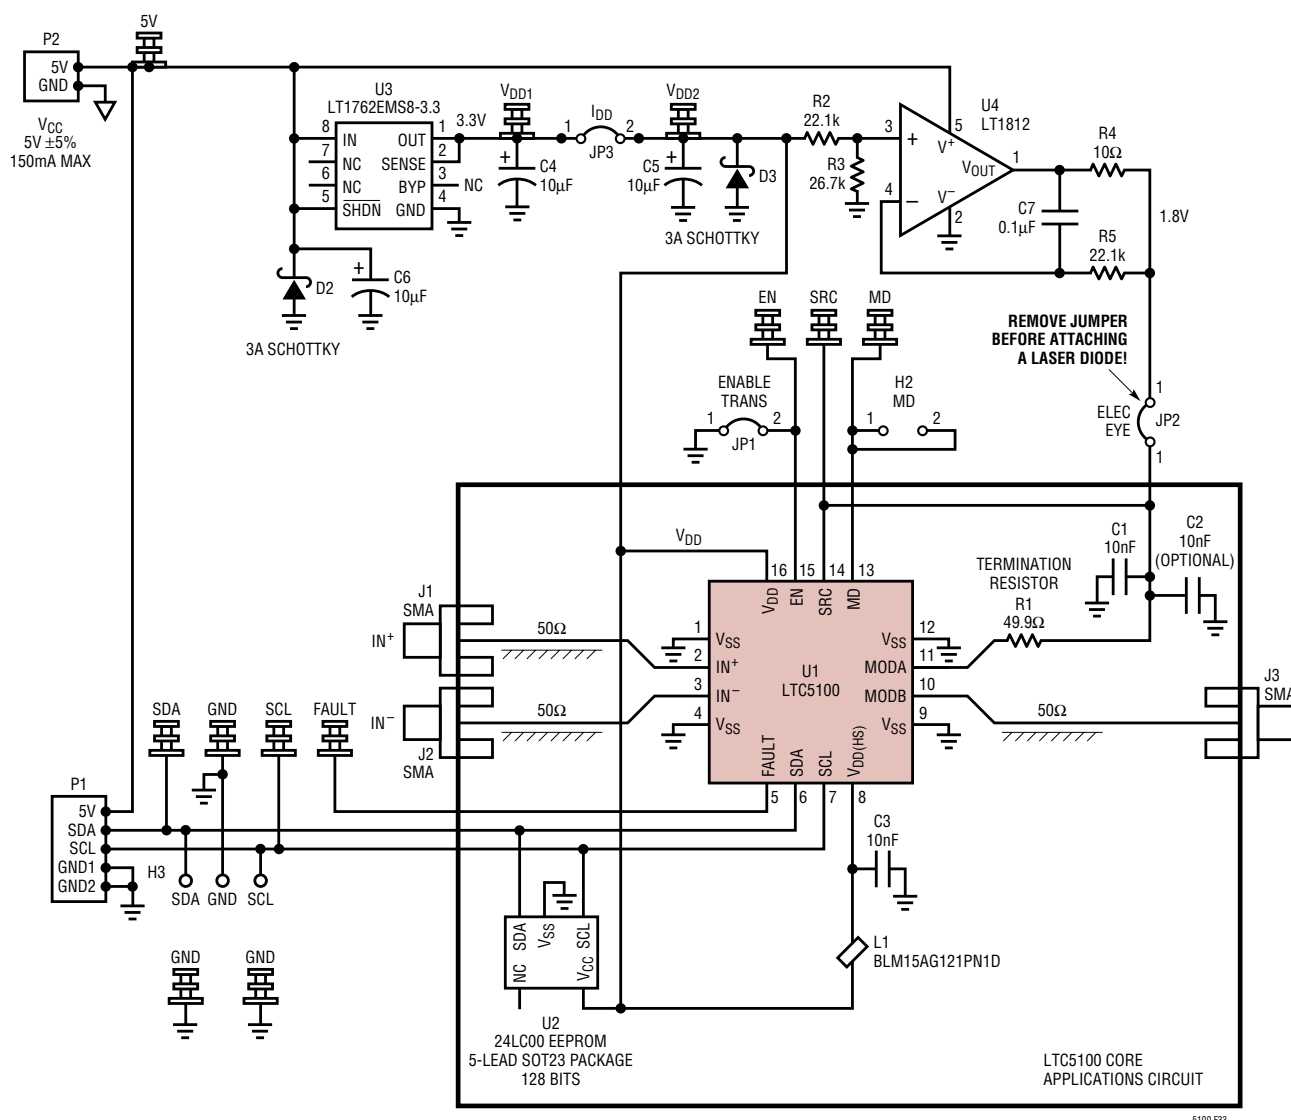 P2
5V
GND
VCC
5V ±5%
150mA MAX
5V
U3
LT1762EMS8-3.3
8
IN
OUT
1
3.3V
7
NC
SENSE
2
6
NC
BYP
3
NC
5
SHDN
GND
4
VDD1
+
C4
10µF
IDD
1
2
JP3
VDD2
+
C5
10µF
D3
3A SCHOTTKY
R2
22.1k
R3
26.7k
3
+
4
–
5
V+
VOUT
V–
2
1
U4
LT1812
R4
10Ω
C7
0.1µF
R5
22.1k
1.8V
D2
+
C6
10µF
3A SCHOTTKY
EN
SRC
MD
REMOVE JUMPER
BEFORE ATTACHING
A LASER DIODE!
ENABLE
TRANS
1
2
JP1
H2
MD
1
2
1
ELEC
EYE
JP2
1
VDD
C1
10nF
C2
10nF
(OPTIONAL)
TERMINATION
RESISTOR
R1
49.9Ω
J1
SMA
IN+
50Ω
IN–
50Ω
J2
SMA
16
15
14
13
VDD
EN
SRC
MD
1
VSS
2
IN+
3
IN–
4
VSS
U1
LTC5100
VSS
12
MODA
11
MODB
10
VSS
9
FAULT
SDA
SCL
VDD(HS)
5
6
7
8
50Ω
J3
SMA
SDA
GND
SCL
FAULT
P1
5V
SDA
SCL
GND1
GND2
H3
SDA
GND
SCL
GND
GND
C3
10nF
L1
BLM15AG121PN1D
SDA
VSS
SCL
NC
VCC
U2
24LC00 EEPROM
5-LEAD SOT23 PACKAGE
128 BITS
LTC5100 CORE
APPLICATIONS CIRCUIT